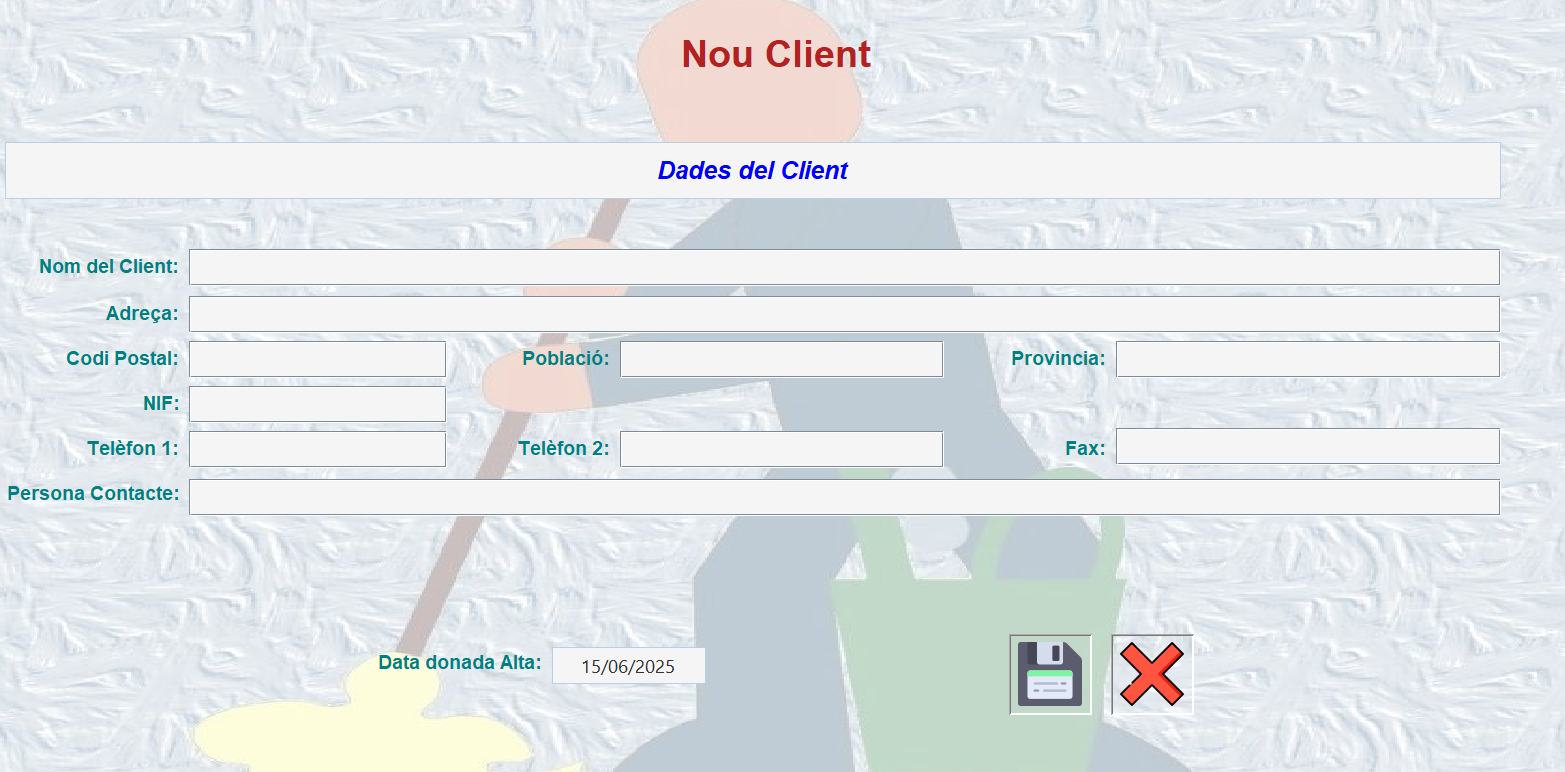 Nou Client
Dades del Client
Nom del Client:
Adreça:
Codi Postal: Població: Provincia:
NIF:
Telèfon 1: Telèfon 2: Fax:
Persona Contacte:
Data donada Alta: 15/06/2025